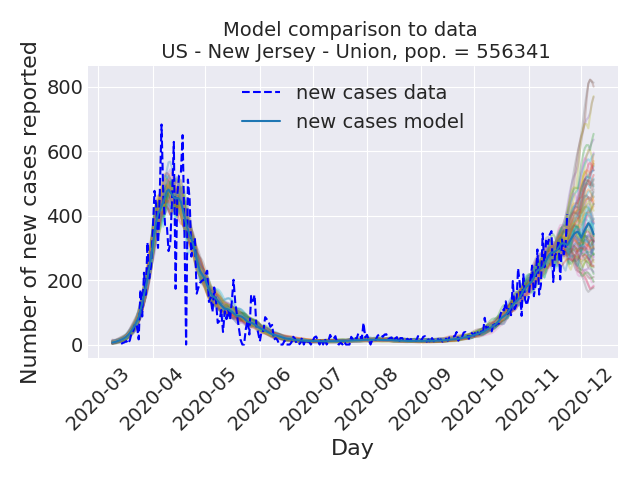 Model comparison to data
US - New Jersey - Union, pop. = 556341
Number of new cases reported
800
600
400
200
0
new cases data
new cases model
2020-03
2020-04
2020-05
2020-06
2020-07
2020-08
2020-09
2020-10
2020-11
2020-12
Day